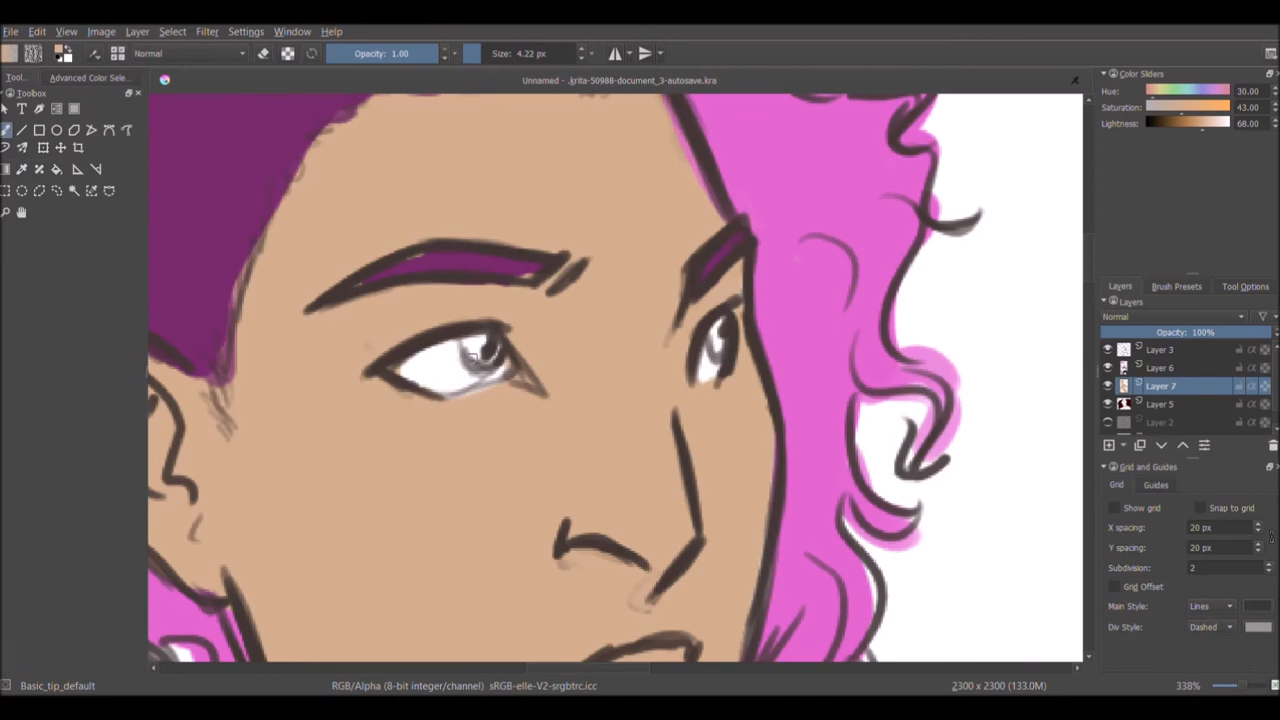 File Edit View Image Layer Select Filter Settings Window Help
Normal Opacity: 1.00 Size: 4.22 px
Tool... Advanced Color Sele...
Toolbox
Unnamed - .krita-50988-document_3-autosave.kra
Color Sliders
Hue: 30.00
Saturation: 43.00
Lightness: 68.00
Layers Brush Presets Tool Options
Layers
Normal
Opacity: 100%
Layer 3
Layer 6
Layer 7
Layer 5
Layer 2
Grid and Guides
Grid Guides
Show grid Snap to grid
X spacing: 20 px
Y spacing: 20 px
Subdivision: 2
Grid Offset
Main Style: Lines
Div Style: Dashed
Basic_tip_default RGB/Alpha (8-bit integer/channel) sRGB-elle-V2-srgbtrc.icc 2300 x 2300 (133.0M) 338%